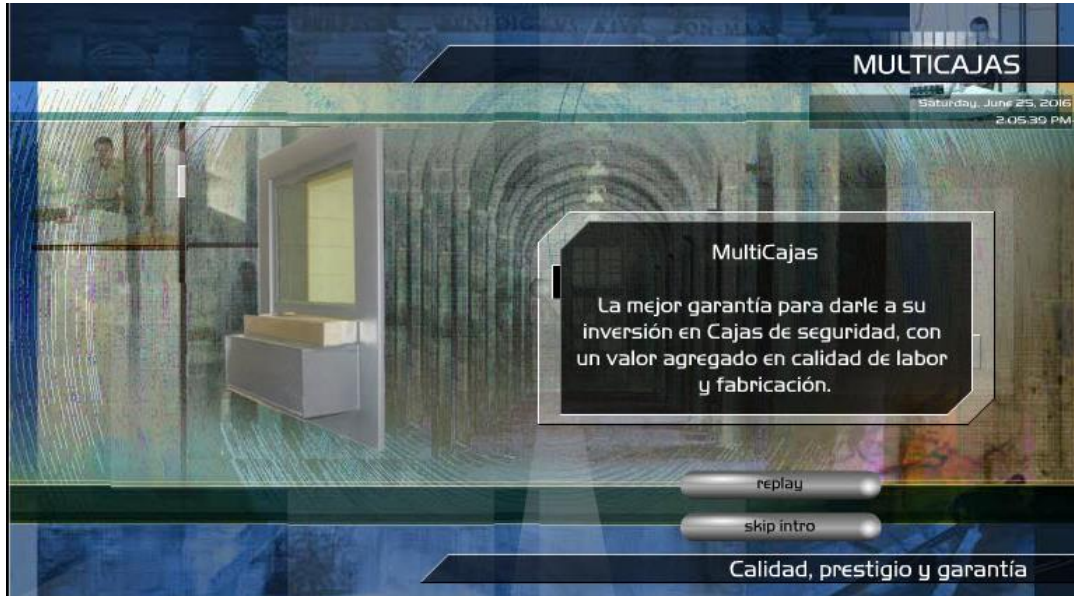 MULTICAJAS
Saturday, June 25, 2016
2:05:39 PM
MultiCajas
La mejor garantía para darle a su
inversión en Cajas de seguridad, con
un valor agregado en calidad de labor
y fabricación.
replay
skip intro
Calidad, prestigio y garantía